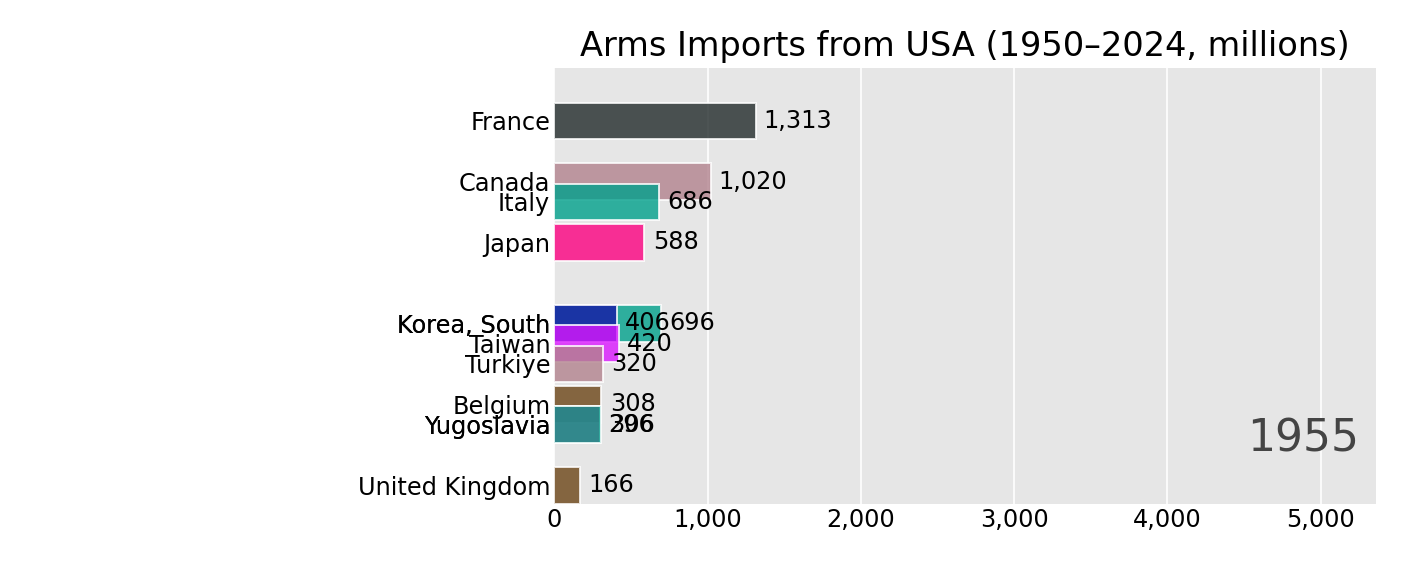 Arms Imports from USA (1950–2024, millions)
France 1,313
Canada 1,020
Italy 686
Japan 588
Korea, South 406 696
Taiwan 420
Turkiye 320
Belgium 308
Yugoslavia
United Kingdom 166
1955
0 1,000 2,000 3,000 4,000 5,000